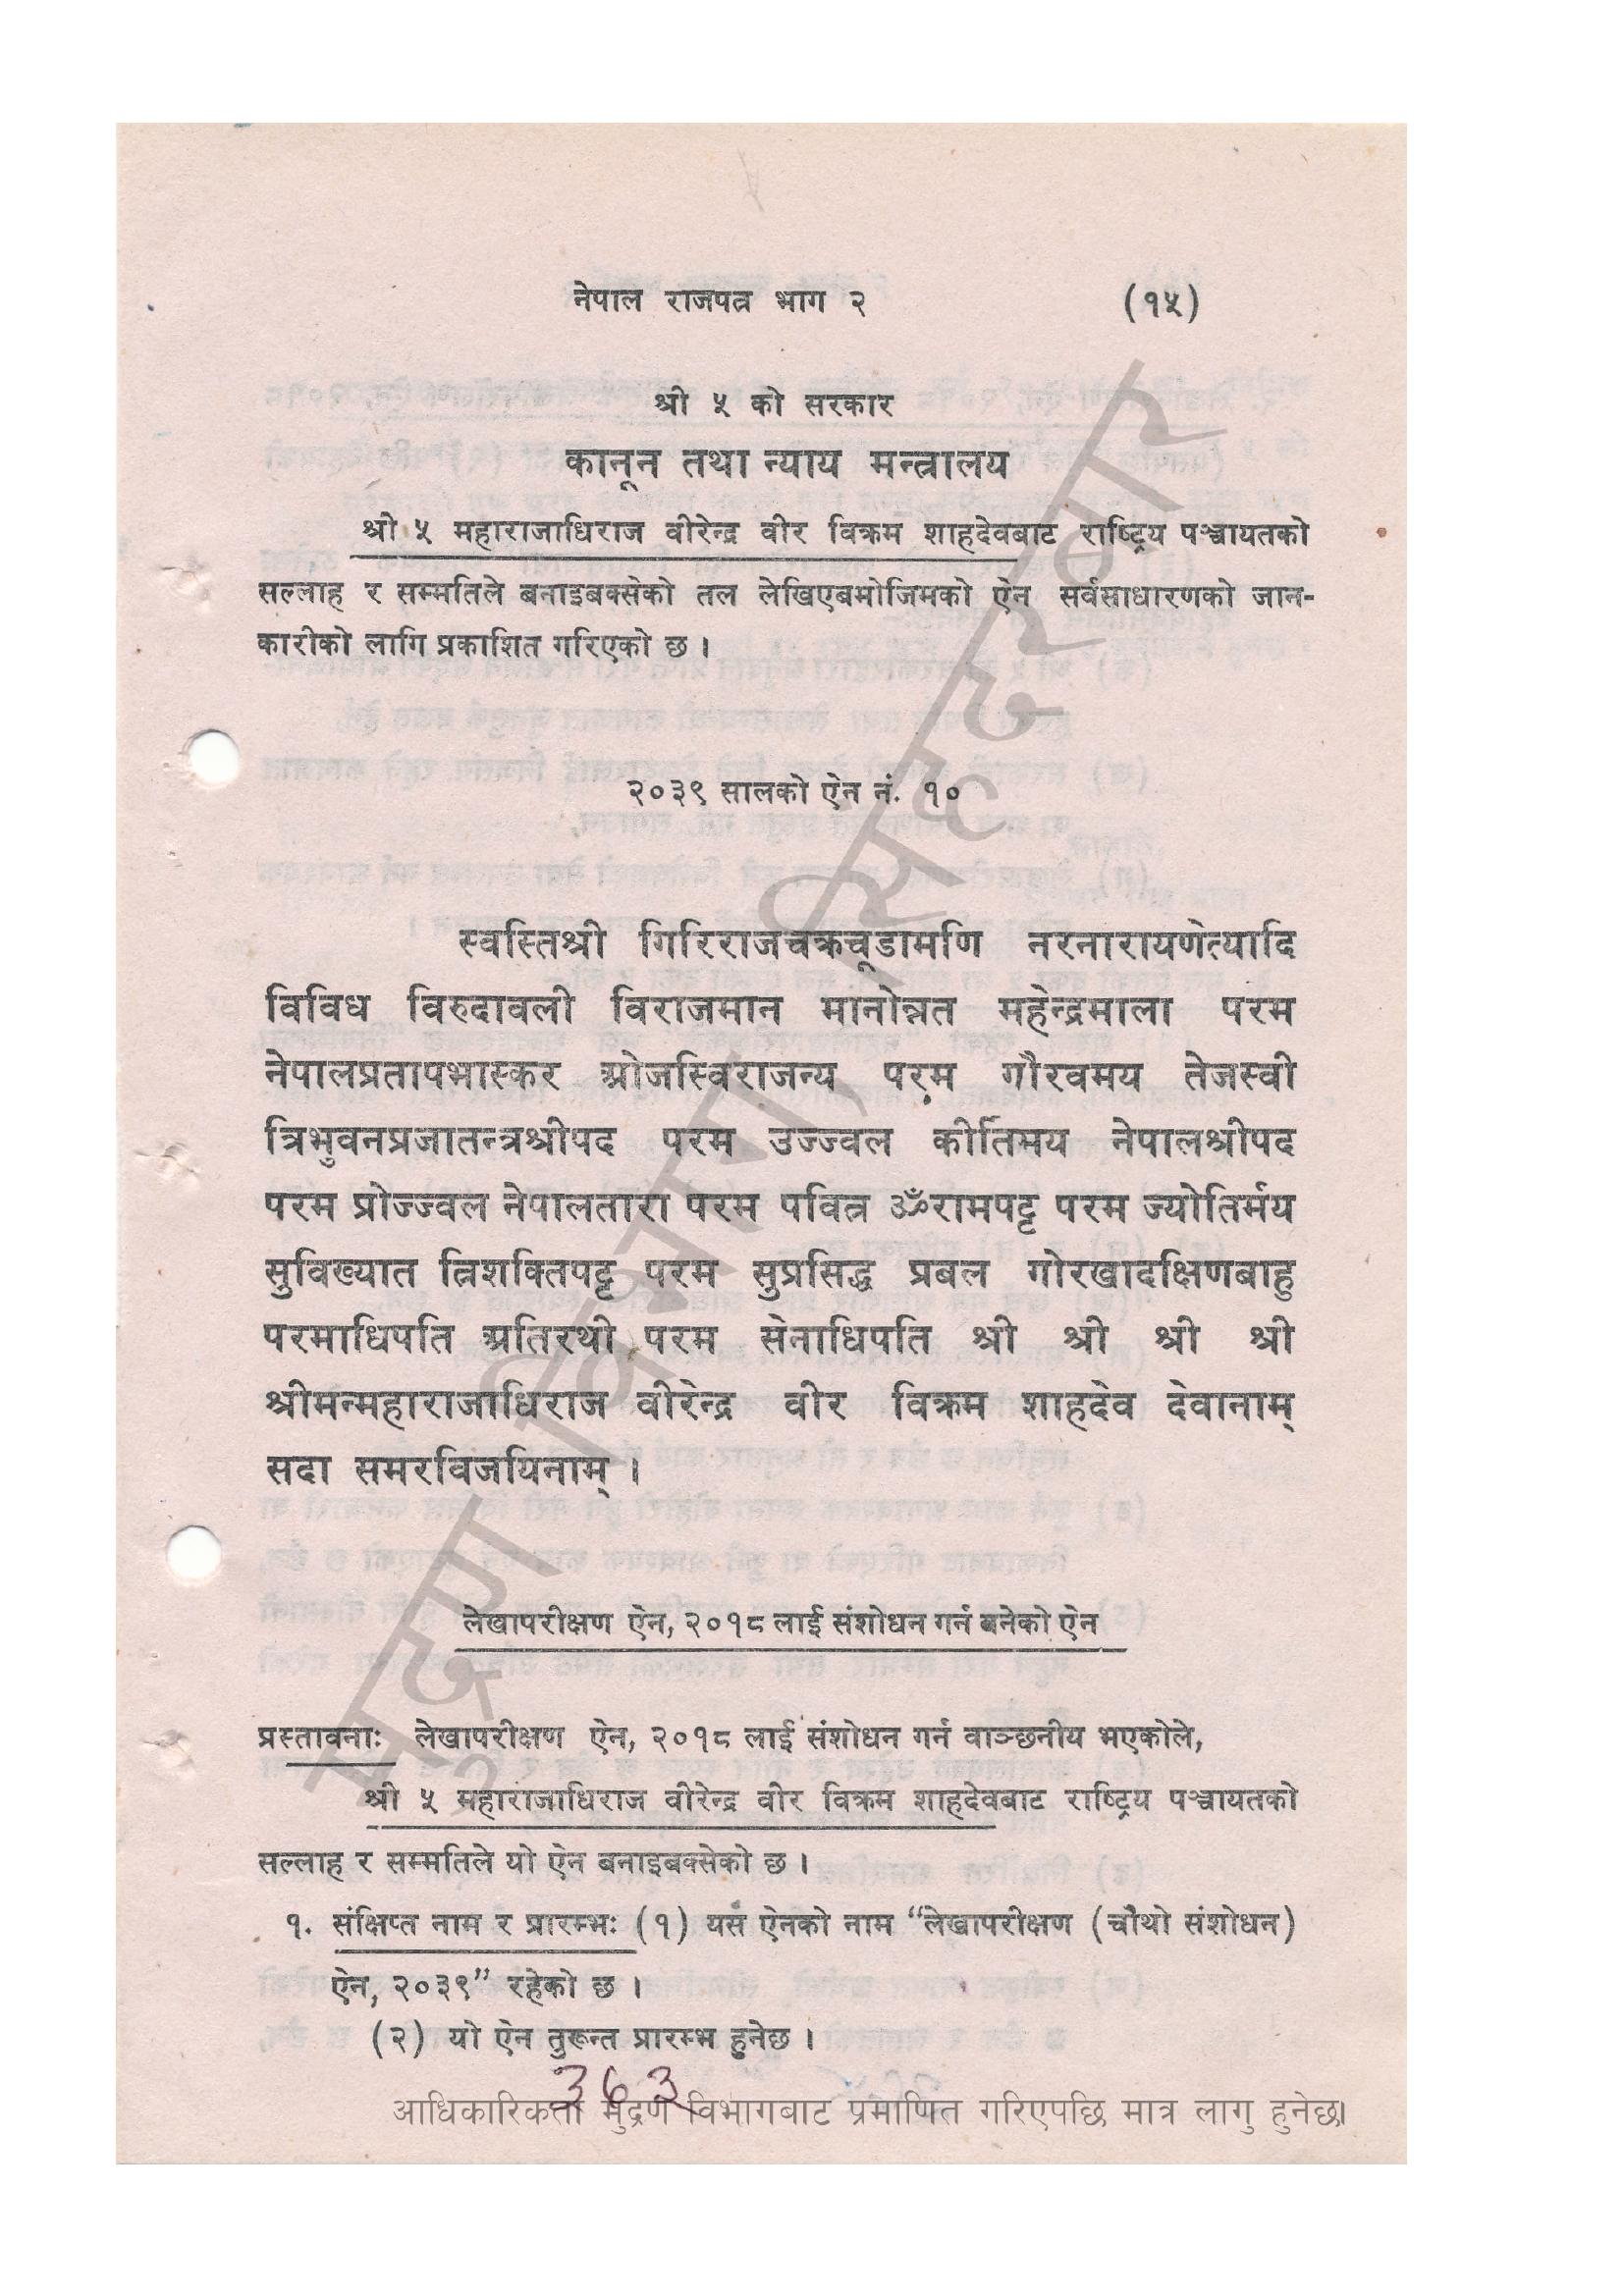 नेपाल राजपत्र भाग २ (१५)
श्री ५ को सरकार
कानून तथा न्याय मन्त्रालय
श्री ५ महाराजाधिराज वीरेन्द्र वीर विक्रम शाहदेवबाट राष्ट्रिय पञ्चायतको
सल्लाह र सम्मतिले बनाइबक्सेको तल लेखिएबमोजिमको ऐन सर्वसाधारणको जान-
कारीको लागि प्रकाशित गरिएको छ ।
२०३९ सालको ऐन नं. १०
स्वस्तिश्री गिरिराजचक्रचूडामणि नरनारायणेत्यादि
विविध विरुदावली विराजमान मानोन्नत महेन्द्रमाला परम
नेपालप्रतापभास्कर ओजस्विराजन्य परम गौरवमय तेजस्वी
त्रिभुवनप्रजातन्त्रश्रीपद परम उज्ज्वल कीर्तिमय नेपालश्रीपद
परम प्रोज्ज्वल नेपालतारा परम पवित्र ॐरामपट्ट परम ज्योतिर्मय
सुविख्यात त्रिशक्तिपट्ट परम सुप्रसिद्ध प्रबल गोरखादक्षिणबाहु
परमाधिपति अतिरथी परम सेनाधिपति श्री श्री श्री श्री
श्रीमन्महाराजाधिराज वीरेन्द्र वीर विक्रम शाहदेव देवानाम्
सदा समरविजयिनाम् ।
लेखापरीक्षण ऐन, २०१८ लाई संशोधन गर्न बनेको ऐन
प्रस्तावनाः लेखापरीक्षण ऐन, २०१८ लाई संशोधन गर्न वाञ्छनीय भएकोले,
श्री ५ महाराजाधिराज वीरेन्द्र वीर विक्रम शाहदेवबाट राष्ट्रिय पञ्चायतको
सल्लाह र सम्मतिले यो ऐन बनाइबक्सेको छ ।
१. संक्षिप्त नाम र प्रारम्भः (१) यस ऐनको नाम “लेखापरीक्षण (चौथो संशोधन)
ऐन, २०३९” रहेको छ ।
(२) यो ऐन तुरून्त प्रारम्भ हुनेछ ।
३६३
आधिकारिकता मुद्रण विभागबाट प्रमाणित गरिएपछि मात्र लागु हुनेछ।
मुद्रण विभाग, सिंहदरबार